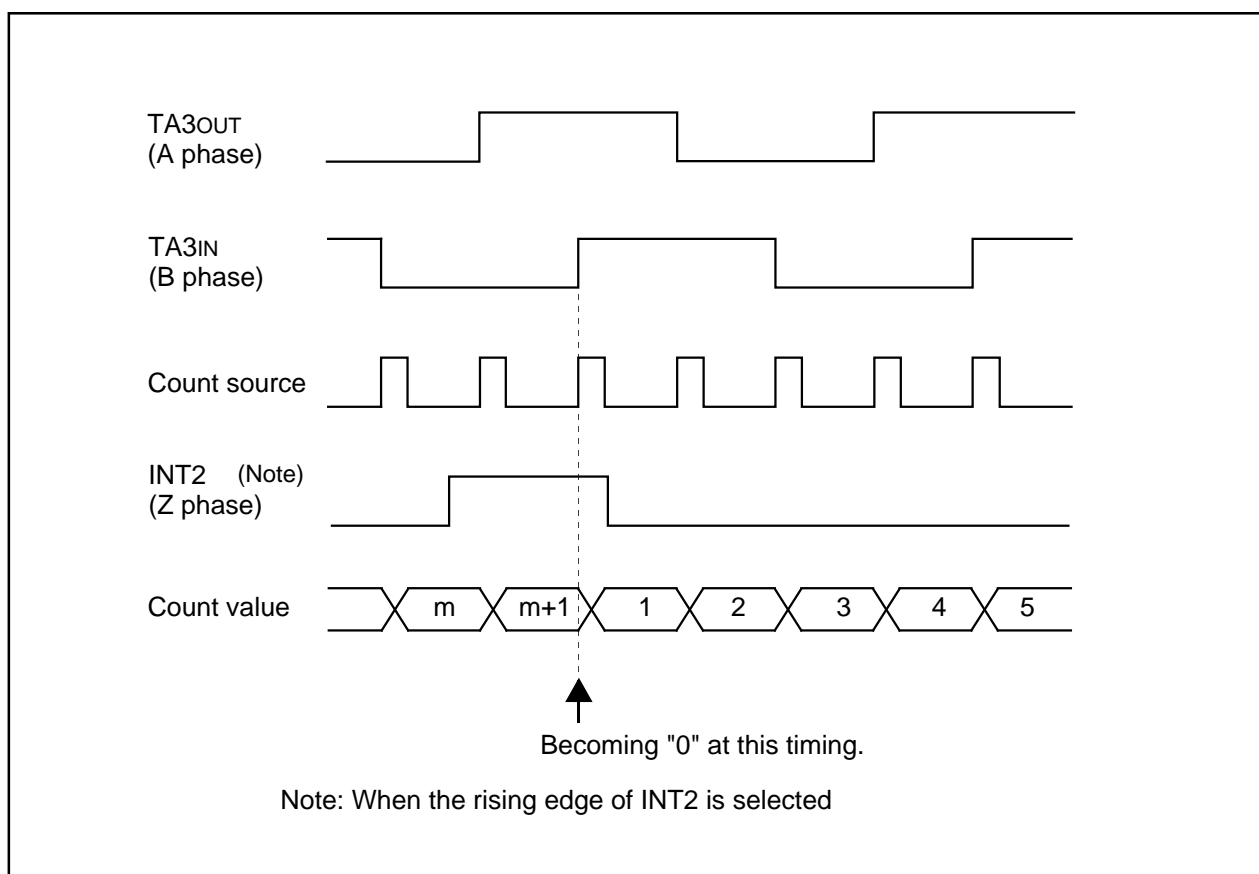 TA3OUT
(A phase)
TA3IN
(B phase)
Count source
INT2 (Note)
(Z phase)
Count value
m m+1 1 2 3 4 5
Becoming "0" at this timing.
Note: When the rising edge of INT2 is selected